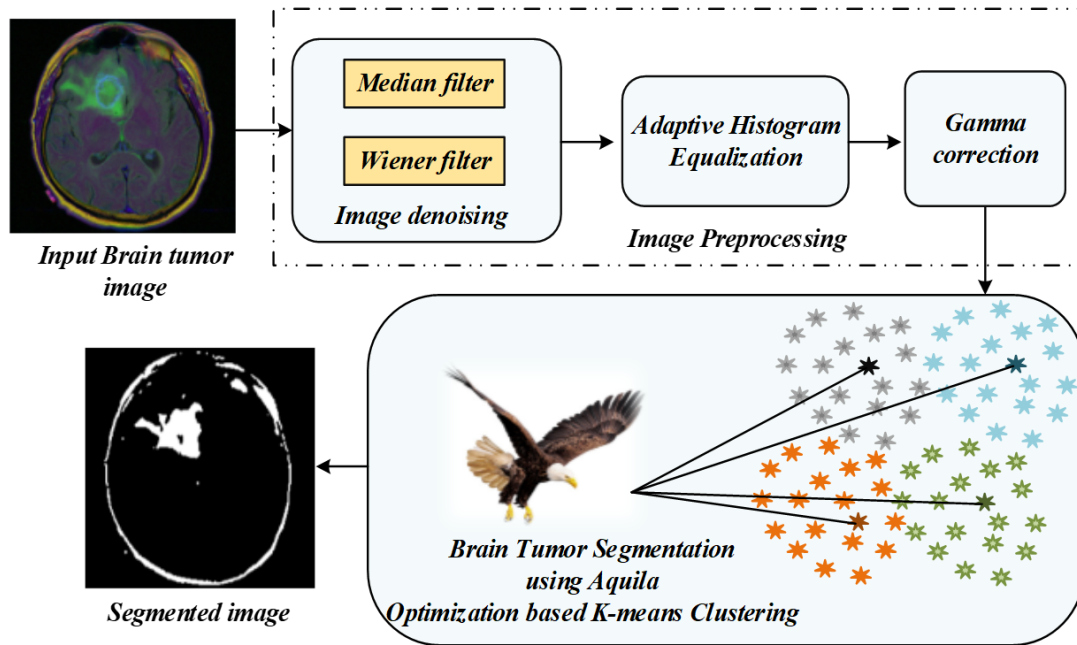 Median filter
Wiener filter
Image denoising
Adaptive Histogram
Equalization
Gamma
correction
Image Preprocessing
Input Brain tumor
image
Brain Tumor Segmentation
using Aquila
Optimization based K-means Clustering
Segmented image